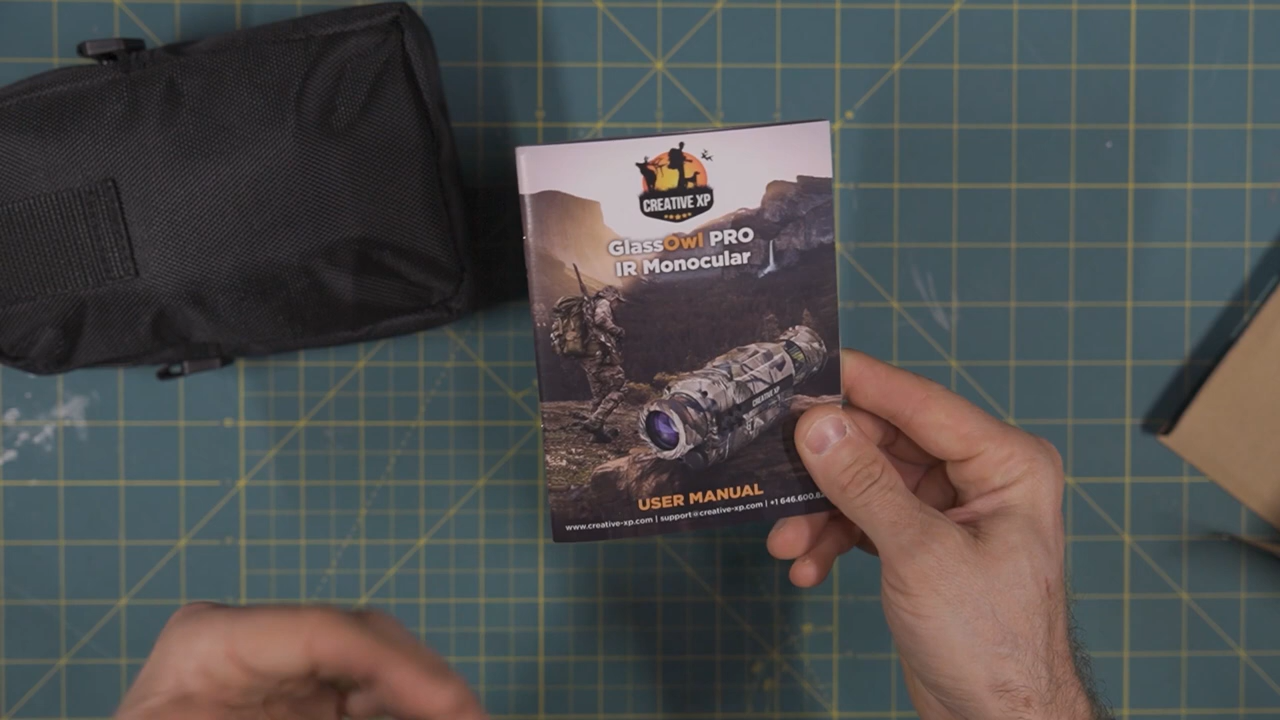 CREATIVE XP
GlassOwl PRO
IR Monocular
CREATIVE XP
USER MANUAL
www.creative-xp.com | support@creative-xp.com | +1 646.600.8